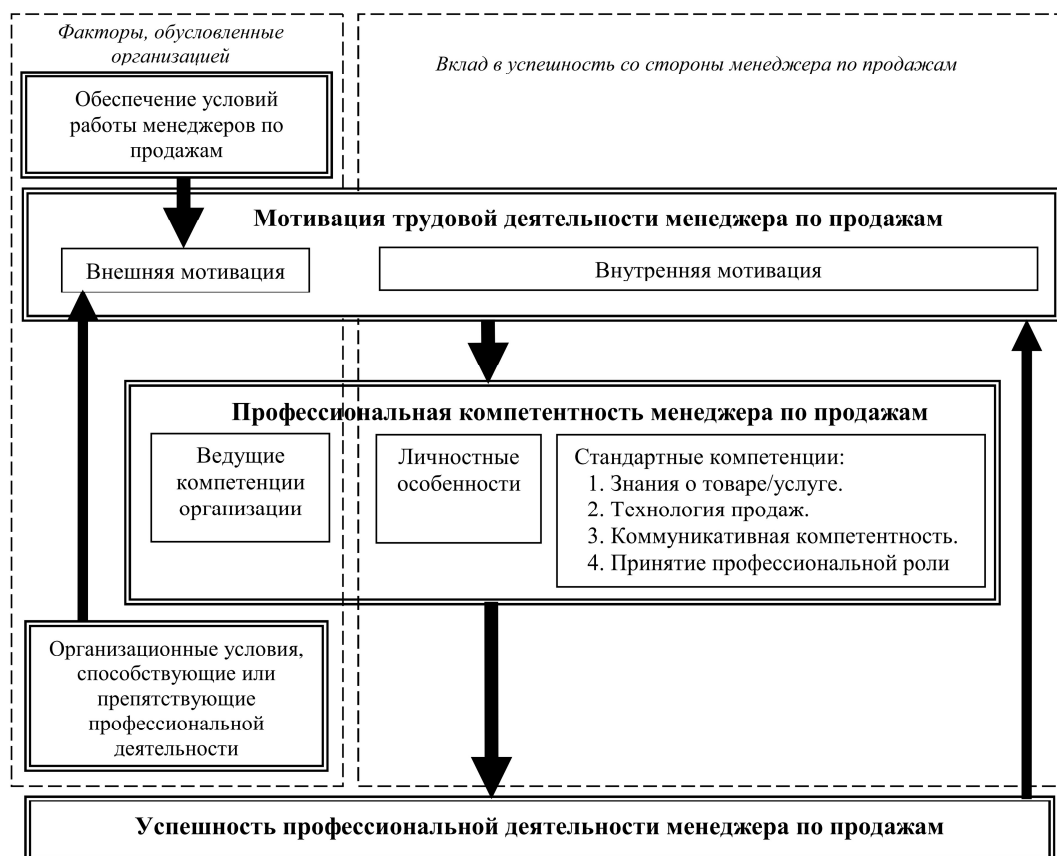 Факторы, обусловленные
организацией
Вклад в успешность со стороны менеджера по продажам
Обеспечение условий
работы менеджеров по
продажам
Мотивация трудовой деятельности менеджера по продажам
Внешняя мотивация
Внутренняя мотивация
Профессиональная компетентность менеджера по продажам
Ведущие
компетенции
организации
Личностные
особенности
Стандартные компетенции:
1. Знания о товаре/услуге.
2. Технология продаж.
3. Коммуникативная компетентность.
4. Принятие профессиональной роли
Организационные условия,
способствующие или
препятствующие
профессиональной
деятельности
Успешность профессиональной деятельности менеджера по продажам